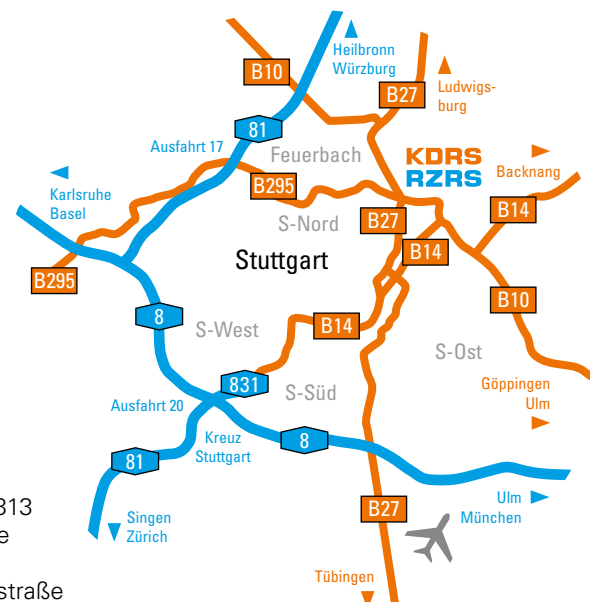 Heilbronn
Würzburg
B10
B27
Ludwigs-
burg
81
Ausfahrt 17
Feuerbach
KDRS
RZRS
Backnang
Karlsruhe
Basel
B295
S-Nord
B27
B14
B14
Stuttgart
B295
8
S-West
B14
B10
S-Ost
831
S-Süd
Göppingen
Ulm
Ausfahrt 20
Kreuz
Stuttgart
8
81
Singen
Zürich
B27
Ulm
München
Tübingen
313
e
straße